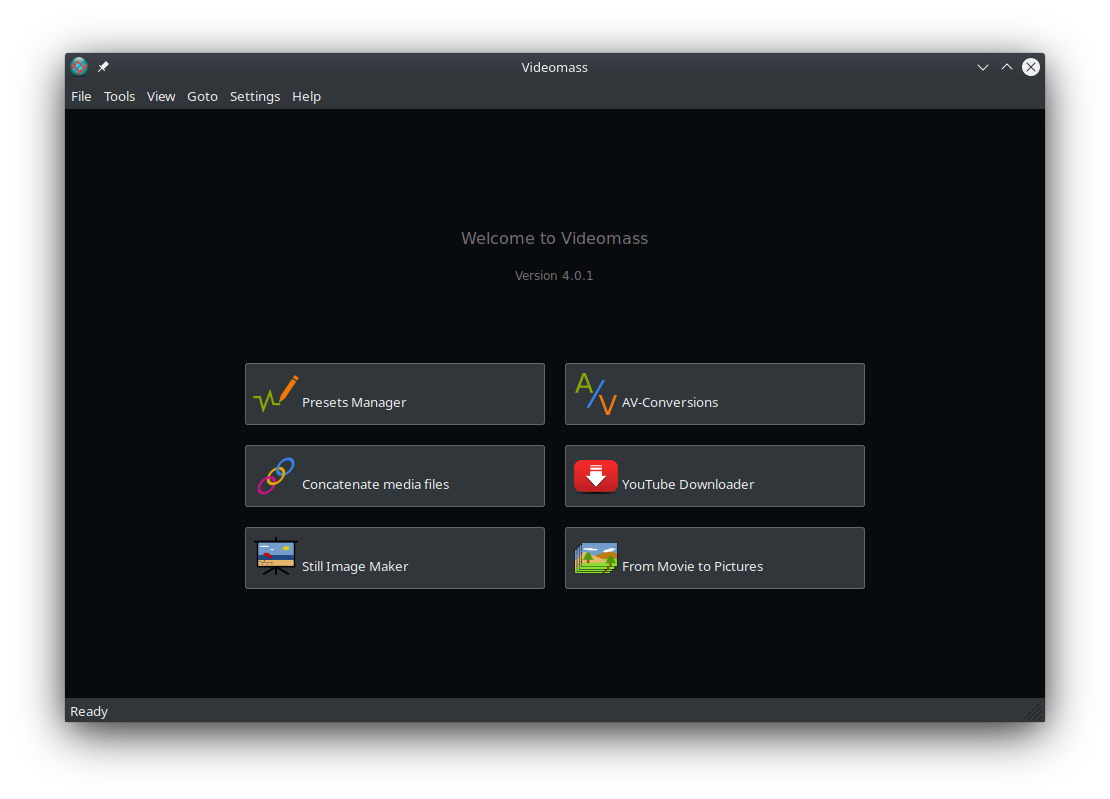 Videomass
File Tools View Goto Settings Help
Welcome to Videomass
Version 4.0.1
Presets Manager
A/V AV-Conversions
Concatenate media files
YouTube Downloader
Still Image Maker
From Movie to Pictures
Ready